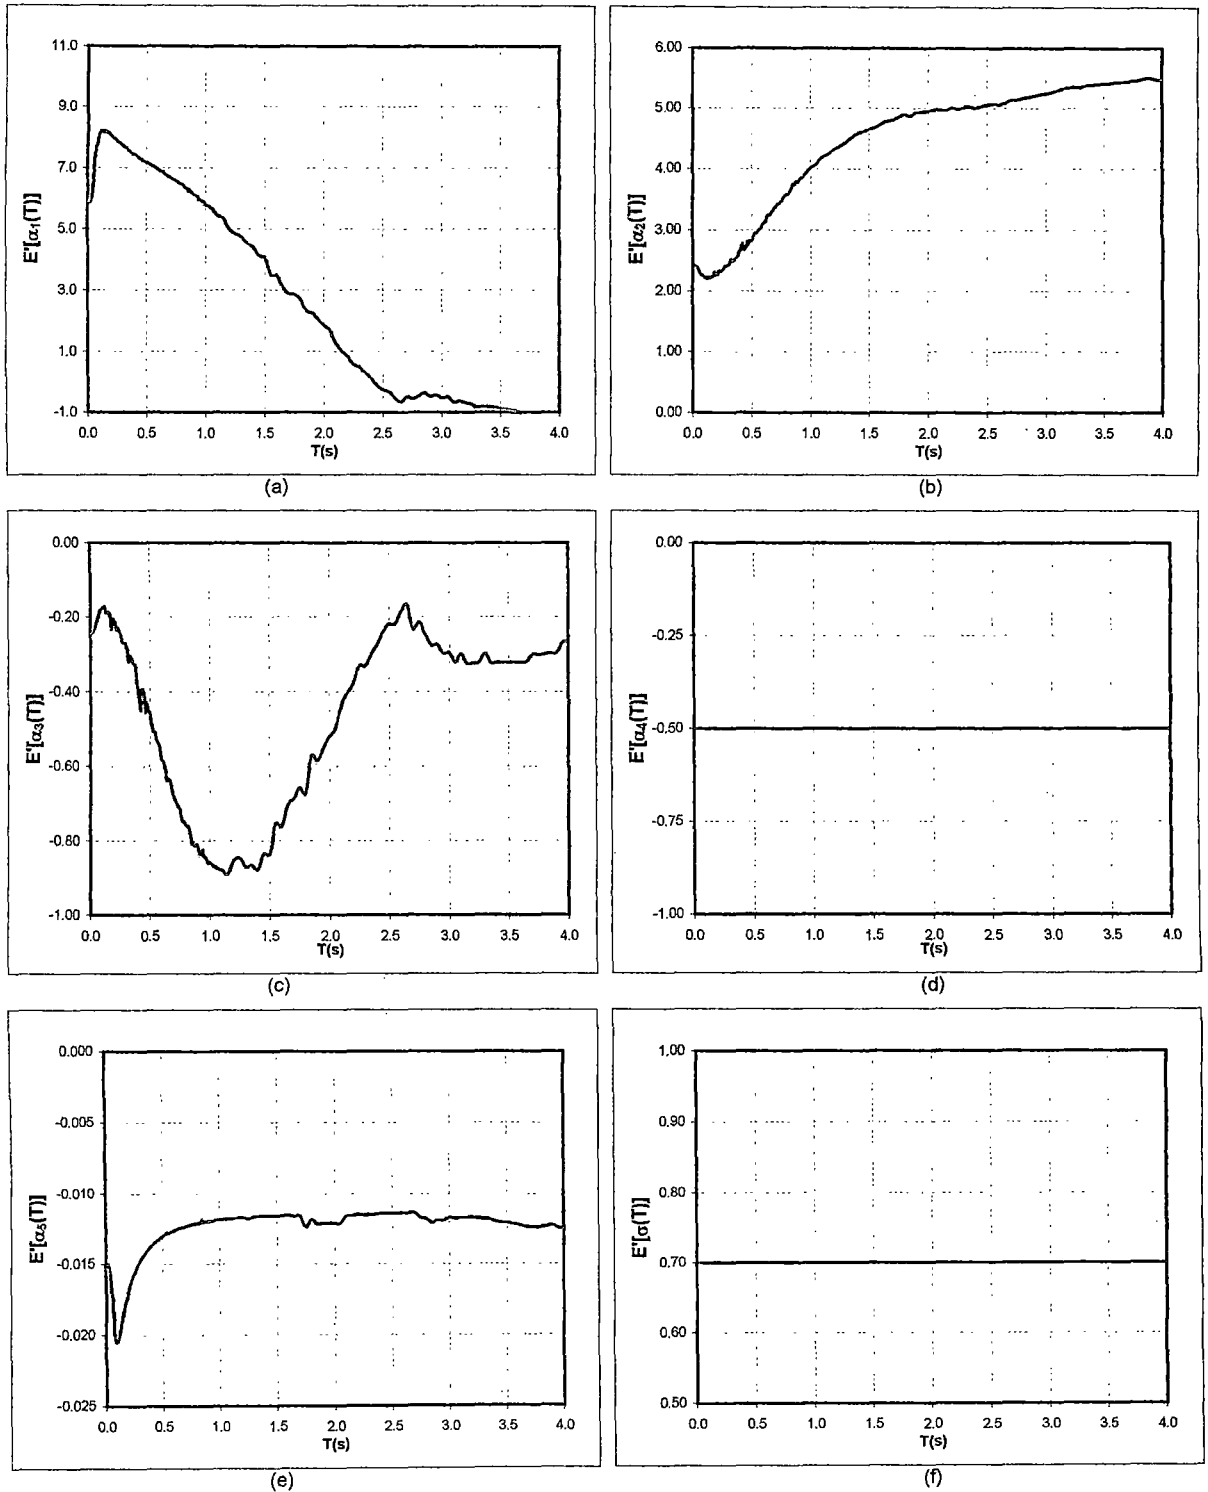 11.0
9.0
7.0
5.0
3.0
1.0
-1.0
E'[α1(T)]
0.0 0.5 1.0 1.5 2.0 2.5 3.0 3.5 4.0
T(s)
(a)
6.00
5.00
4.00
3.00
2.00
1.00
0.00
E'[α2(T)]
0.0 0.5 1.0 1.5 2.0 2.5 3.0 3.5 4.0
T(s)
(b)
0.00
-0.20
-0.40
-0.60
-0.80
-1.00
E'[α3(T)]
0.0 0.5 1.0 1.5 2.0 2.5 3.0 3.5 4.0
T(s)
(c)
0.00
-0.25
-0.50
-0.75
-1.00
E'[α4(T)]
0.0 0.5 1.0 1.5 2.0 2.5 3.0 3.5 4.0
T(s)
(d)
0.000
-0.005
-0.010
-0.015
-0.020
-0.025
E'[α5(T)]
0.0 0.5 1.0 1.5 2.0 2.5 3.0 3.5 4.0
T(s)
(e)
1.00
0.90
0.80
0.70
0.60
0.50
E'[σ(T)]
0.0 0.5 1.0 1.5 2.0 2.5 3.0 3.5 4.0
T(s)
(f)